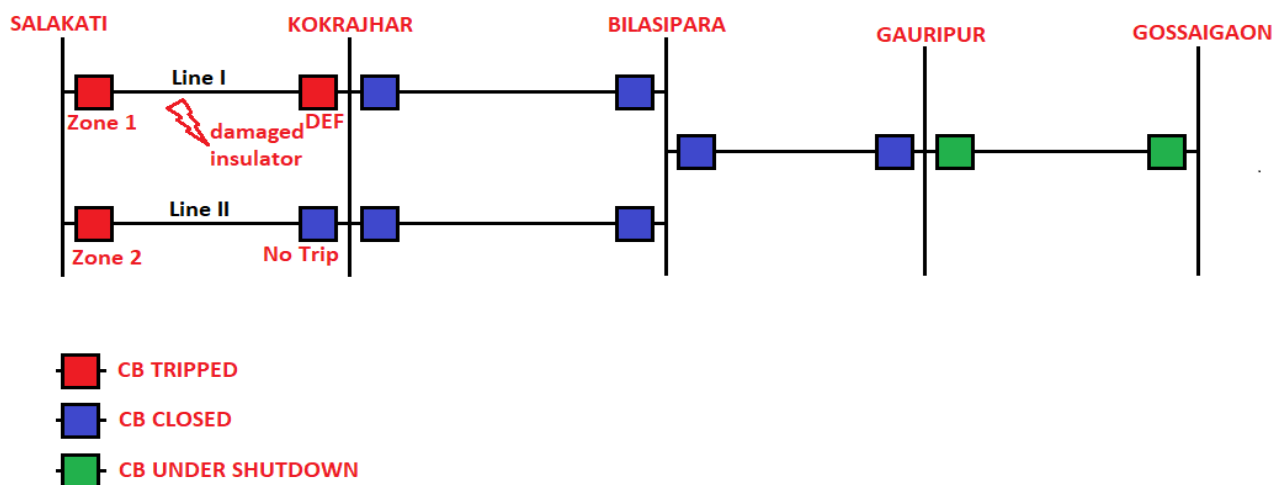 SALAKATI
KOKRAJHAR
BILASIPARA
GAURIPUR
GOSSAIGAON
Line I
Zone 1
DEF
damaged
insulator
Line II
Zone 2
No Trip
CB TRIPPED
CB CLOSED
CB UNDER SHUTDOWN